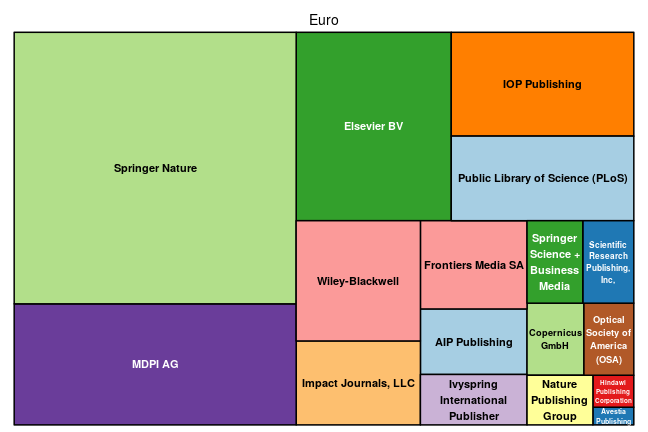 Euro
Springer Nature
MDPI AG
Elsevier BV
IOP Publishing
Public Library of Science (PLoS)
Wiley-Blackwell
Impact Journals, LLC
Frontiers Media SA
AIP Publishing
Ivyspring
International
Publisher
Springer
Science +
Business
Media
Scientific
Research
Publishing,
Inc,
Copernicus
GmbH
Optical
Society of
America
(OSA)
Nature
Publishing
Group
Hindawi
Publishing
Corporation
Avestia
Publishing